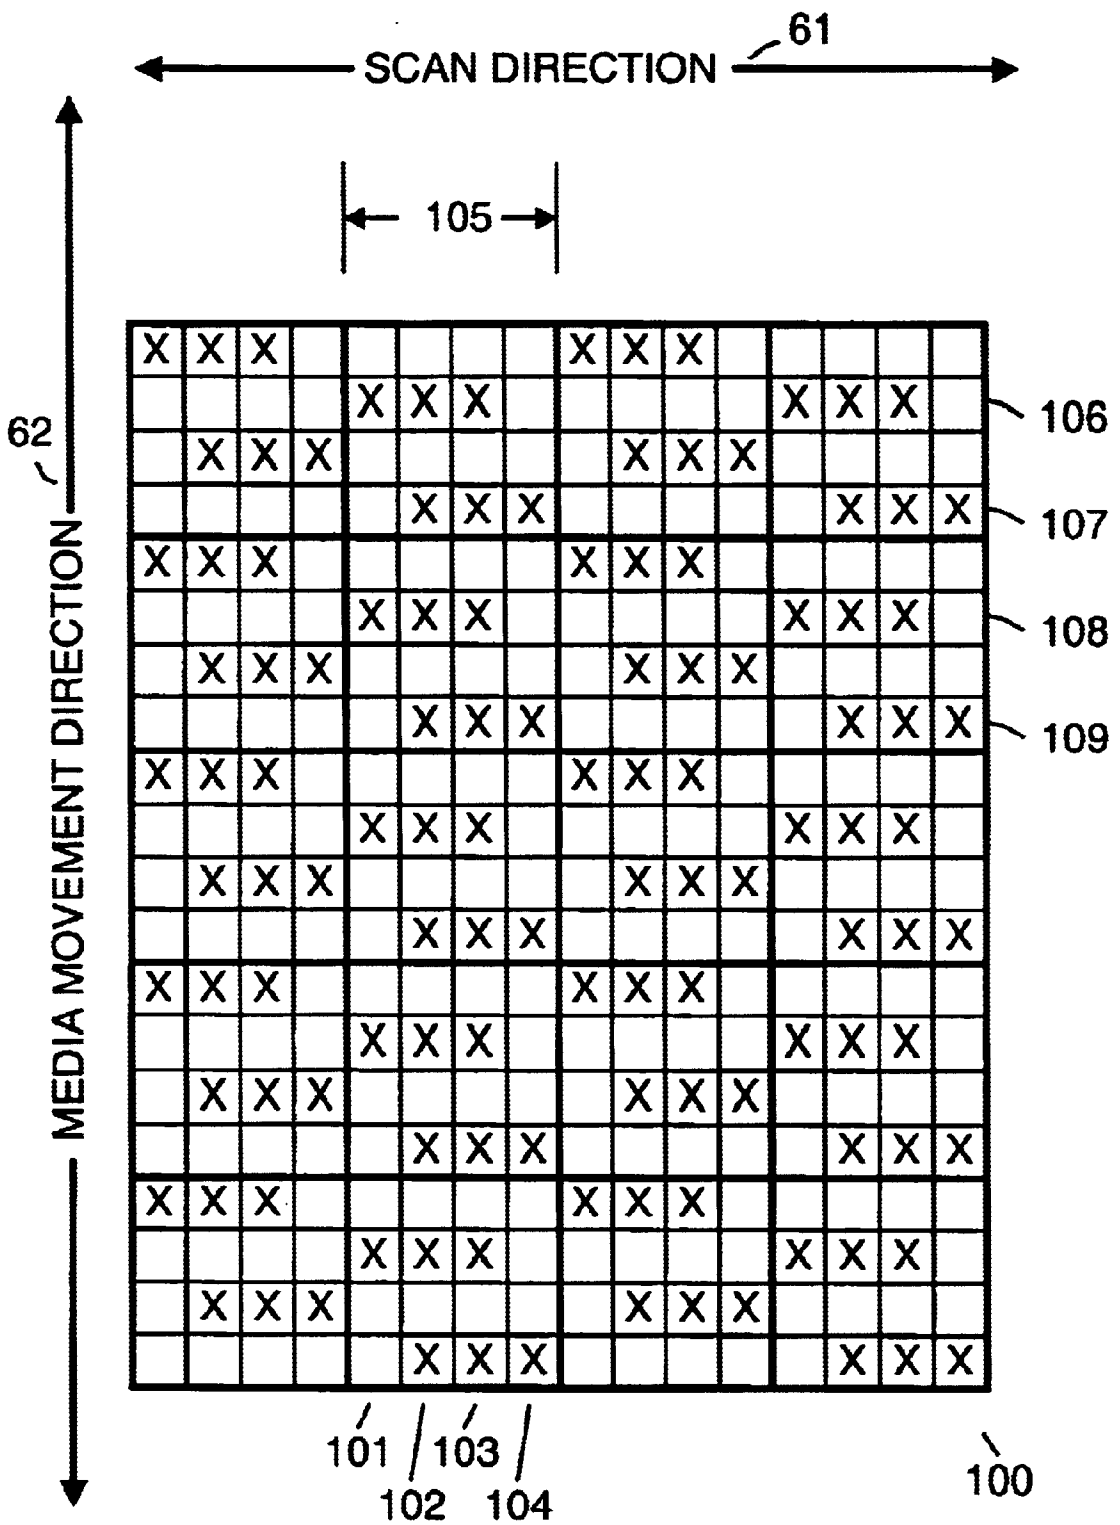 61
SCAN DIRECTION
105
X X X X X X
X X X X X X 106
62
X X X X X X
X X X X X X 107
X X X X X X
X X X X X X 108
X X X X X X
X X X X X X 109
X X X X X X
X X X X X X
X X X X X X
X X X X X X
X X X X X X
X X X X X X
X X X X X X
X X X X X X
X X X X X X
X X X X X X
X X X X X X
X X X X X X
MEDIA MOVEMENT DIRECTION
101 103
102 104
100